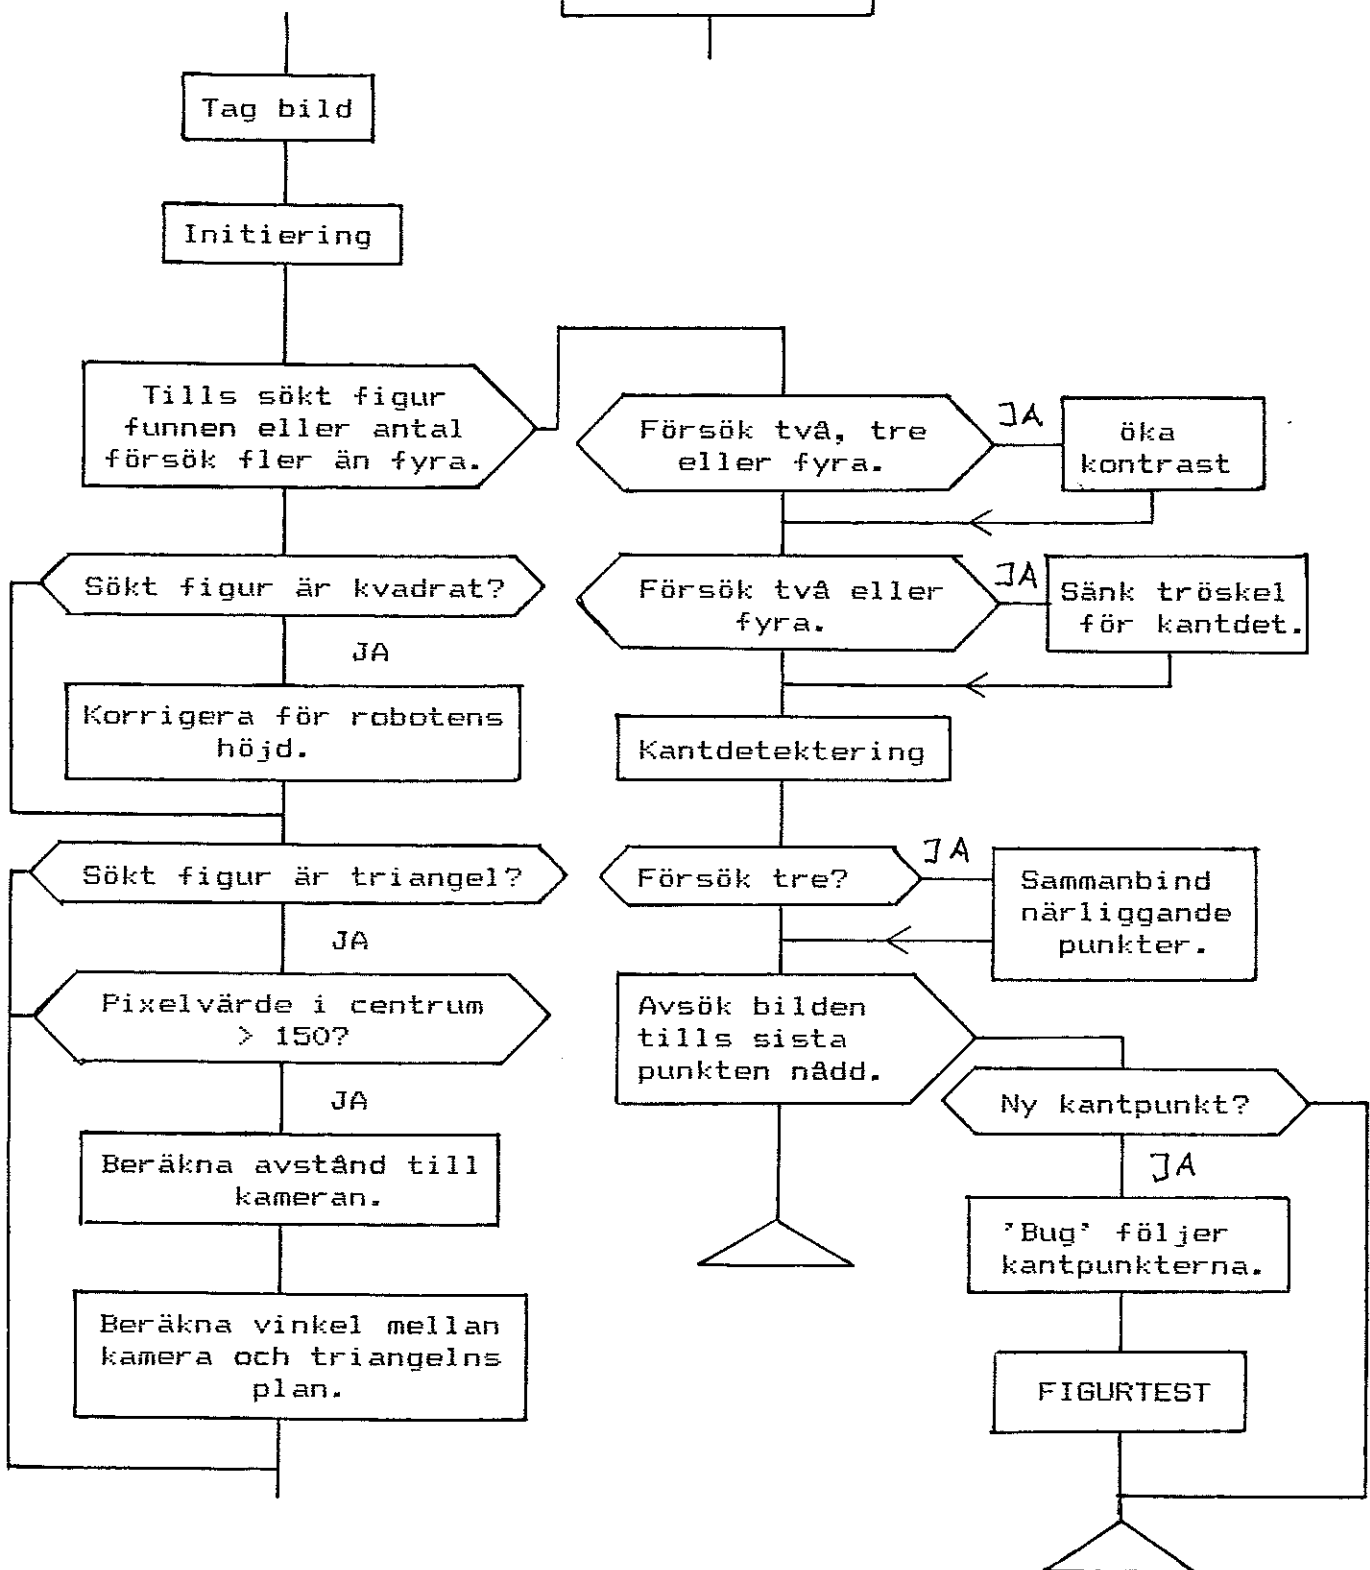 Tag bild
Initiering
Tills sökt figur
funnen eller antal
försök fler än fyra.
Sökt figur är kvadrat?
JA
Korrigera för robotens
höjd.
Sökt figur är triangel?
JA
Pixelvärde i centrum
> 150?
JA
Beräkna avstånd till
kameran.
Beräkna vinkel mellan
kamera och triangelns
plan.
Försök två, tre
eller fyra.
JA
öka
kontrast
Försök två eller
fyra.
JA
Sänk tröskel
för kantdet.
Kantdetektering
Försök tre?
JA
Sammanbind
närliggande
punkter.
Avsök bilden
tills sista
punkten nådd.
Ny kantpunkt?
JA
'Bug' följer
kantpunkterna.
FIGURTEST